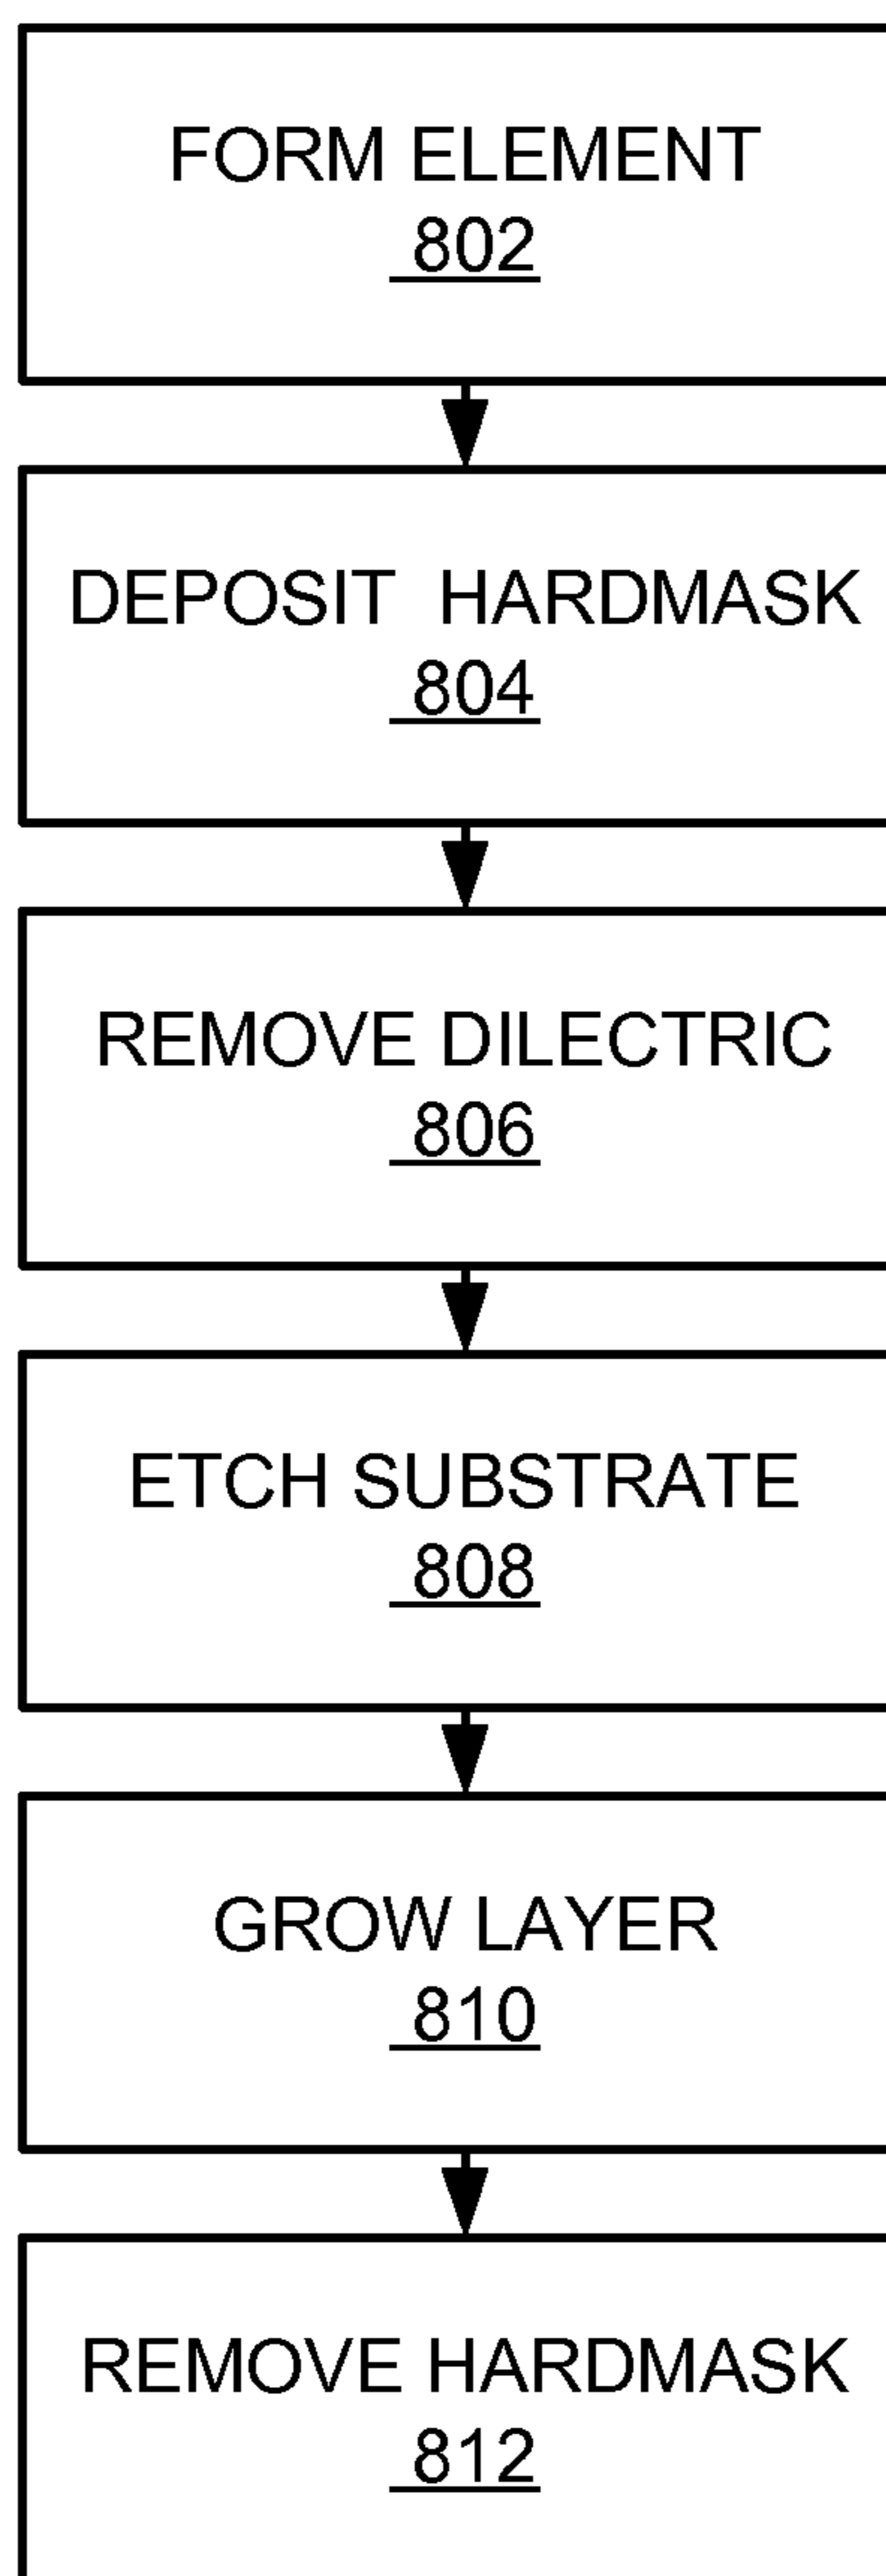 FORM ELEMENT
802
DEPOSIT HARDMASK
804
REMOVE DILECTRIC
806
ETCH SUBSTRATE
808
GROW LAYER
810
REMOVE HARDMASK
812